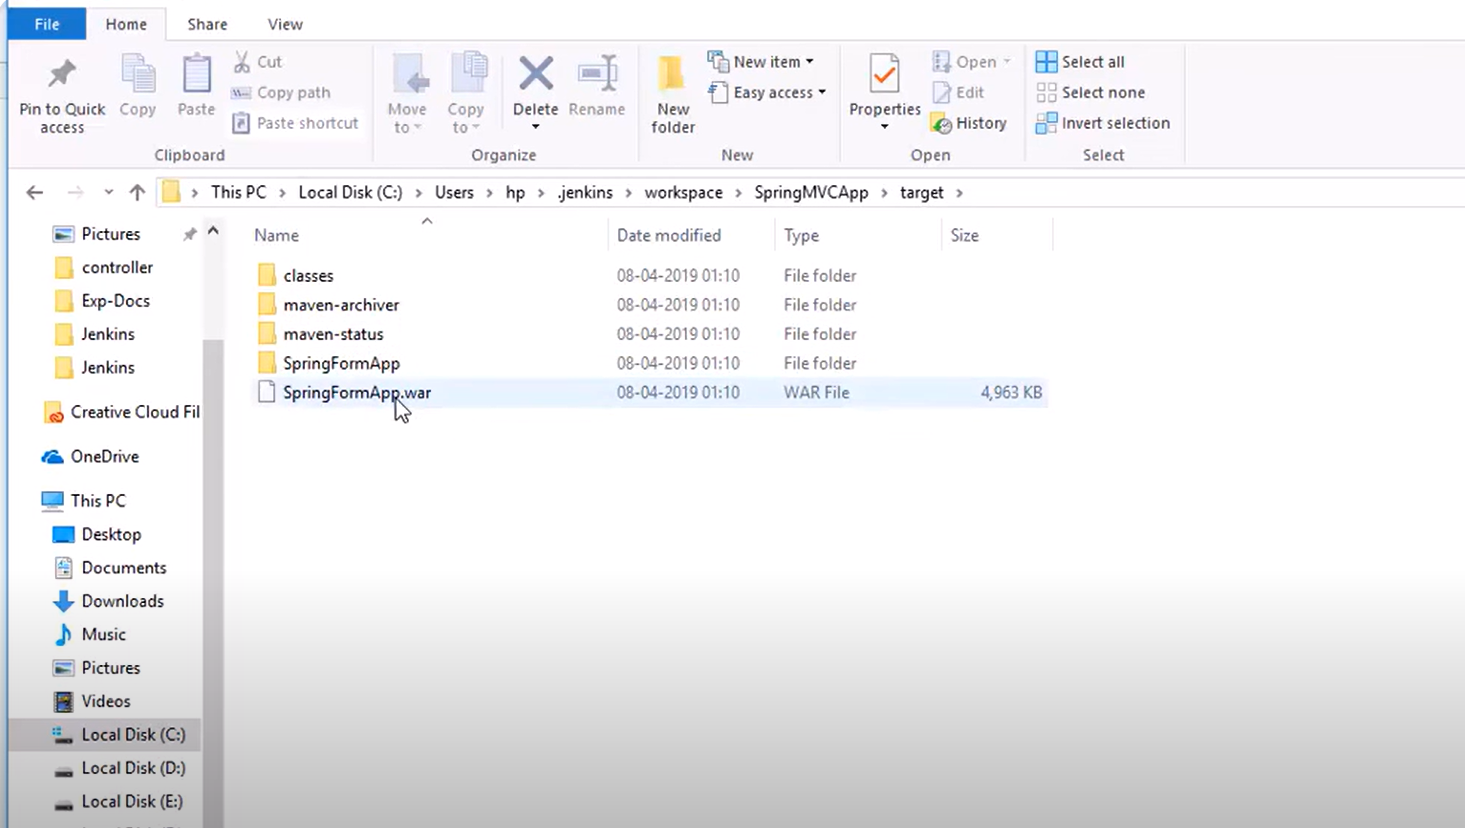 File Home Share View
Pin to Quick access
Copy
Paste
Cut
Copy path
Paste shortcut
Clipboard
Move to
Copy to
Delete
Rename
Organize
New folder
New item
Easy access
New
Properties
Open
Edit
History
Open
Select all
Select none
Invert selection
Select
This PC › Local Disk (C:) › Users › hp › .jenkins › workspace › SpringMVCApp › target ›
Pictures
controller
Exp-Docs
Jenkins
Jenkins
Creative Cloud Fil
OneDrive
This PC
Desktop
Documents
Downloads
Music
Pictures
Videos
Local Disk (C:)
Local Disk (D:)
Local Disk (E:)
Name Date modified Type Size
classes 08-04-2019 01:10 File folder
maven-archiver 08-04-2019 01:10 File folder
maven-status 08-04-2019 01:10 File folder
SpringFormApp 08-04-2019 01:10 File folder
SpringFormApp.war 08-04-2019 01:10 WAR File 4,963 KB